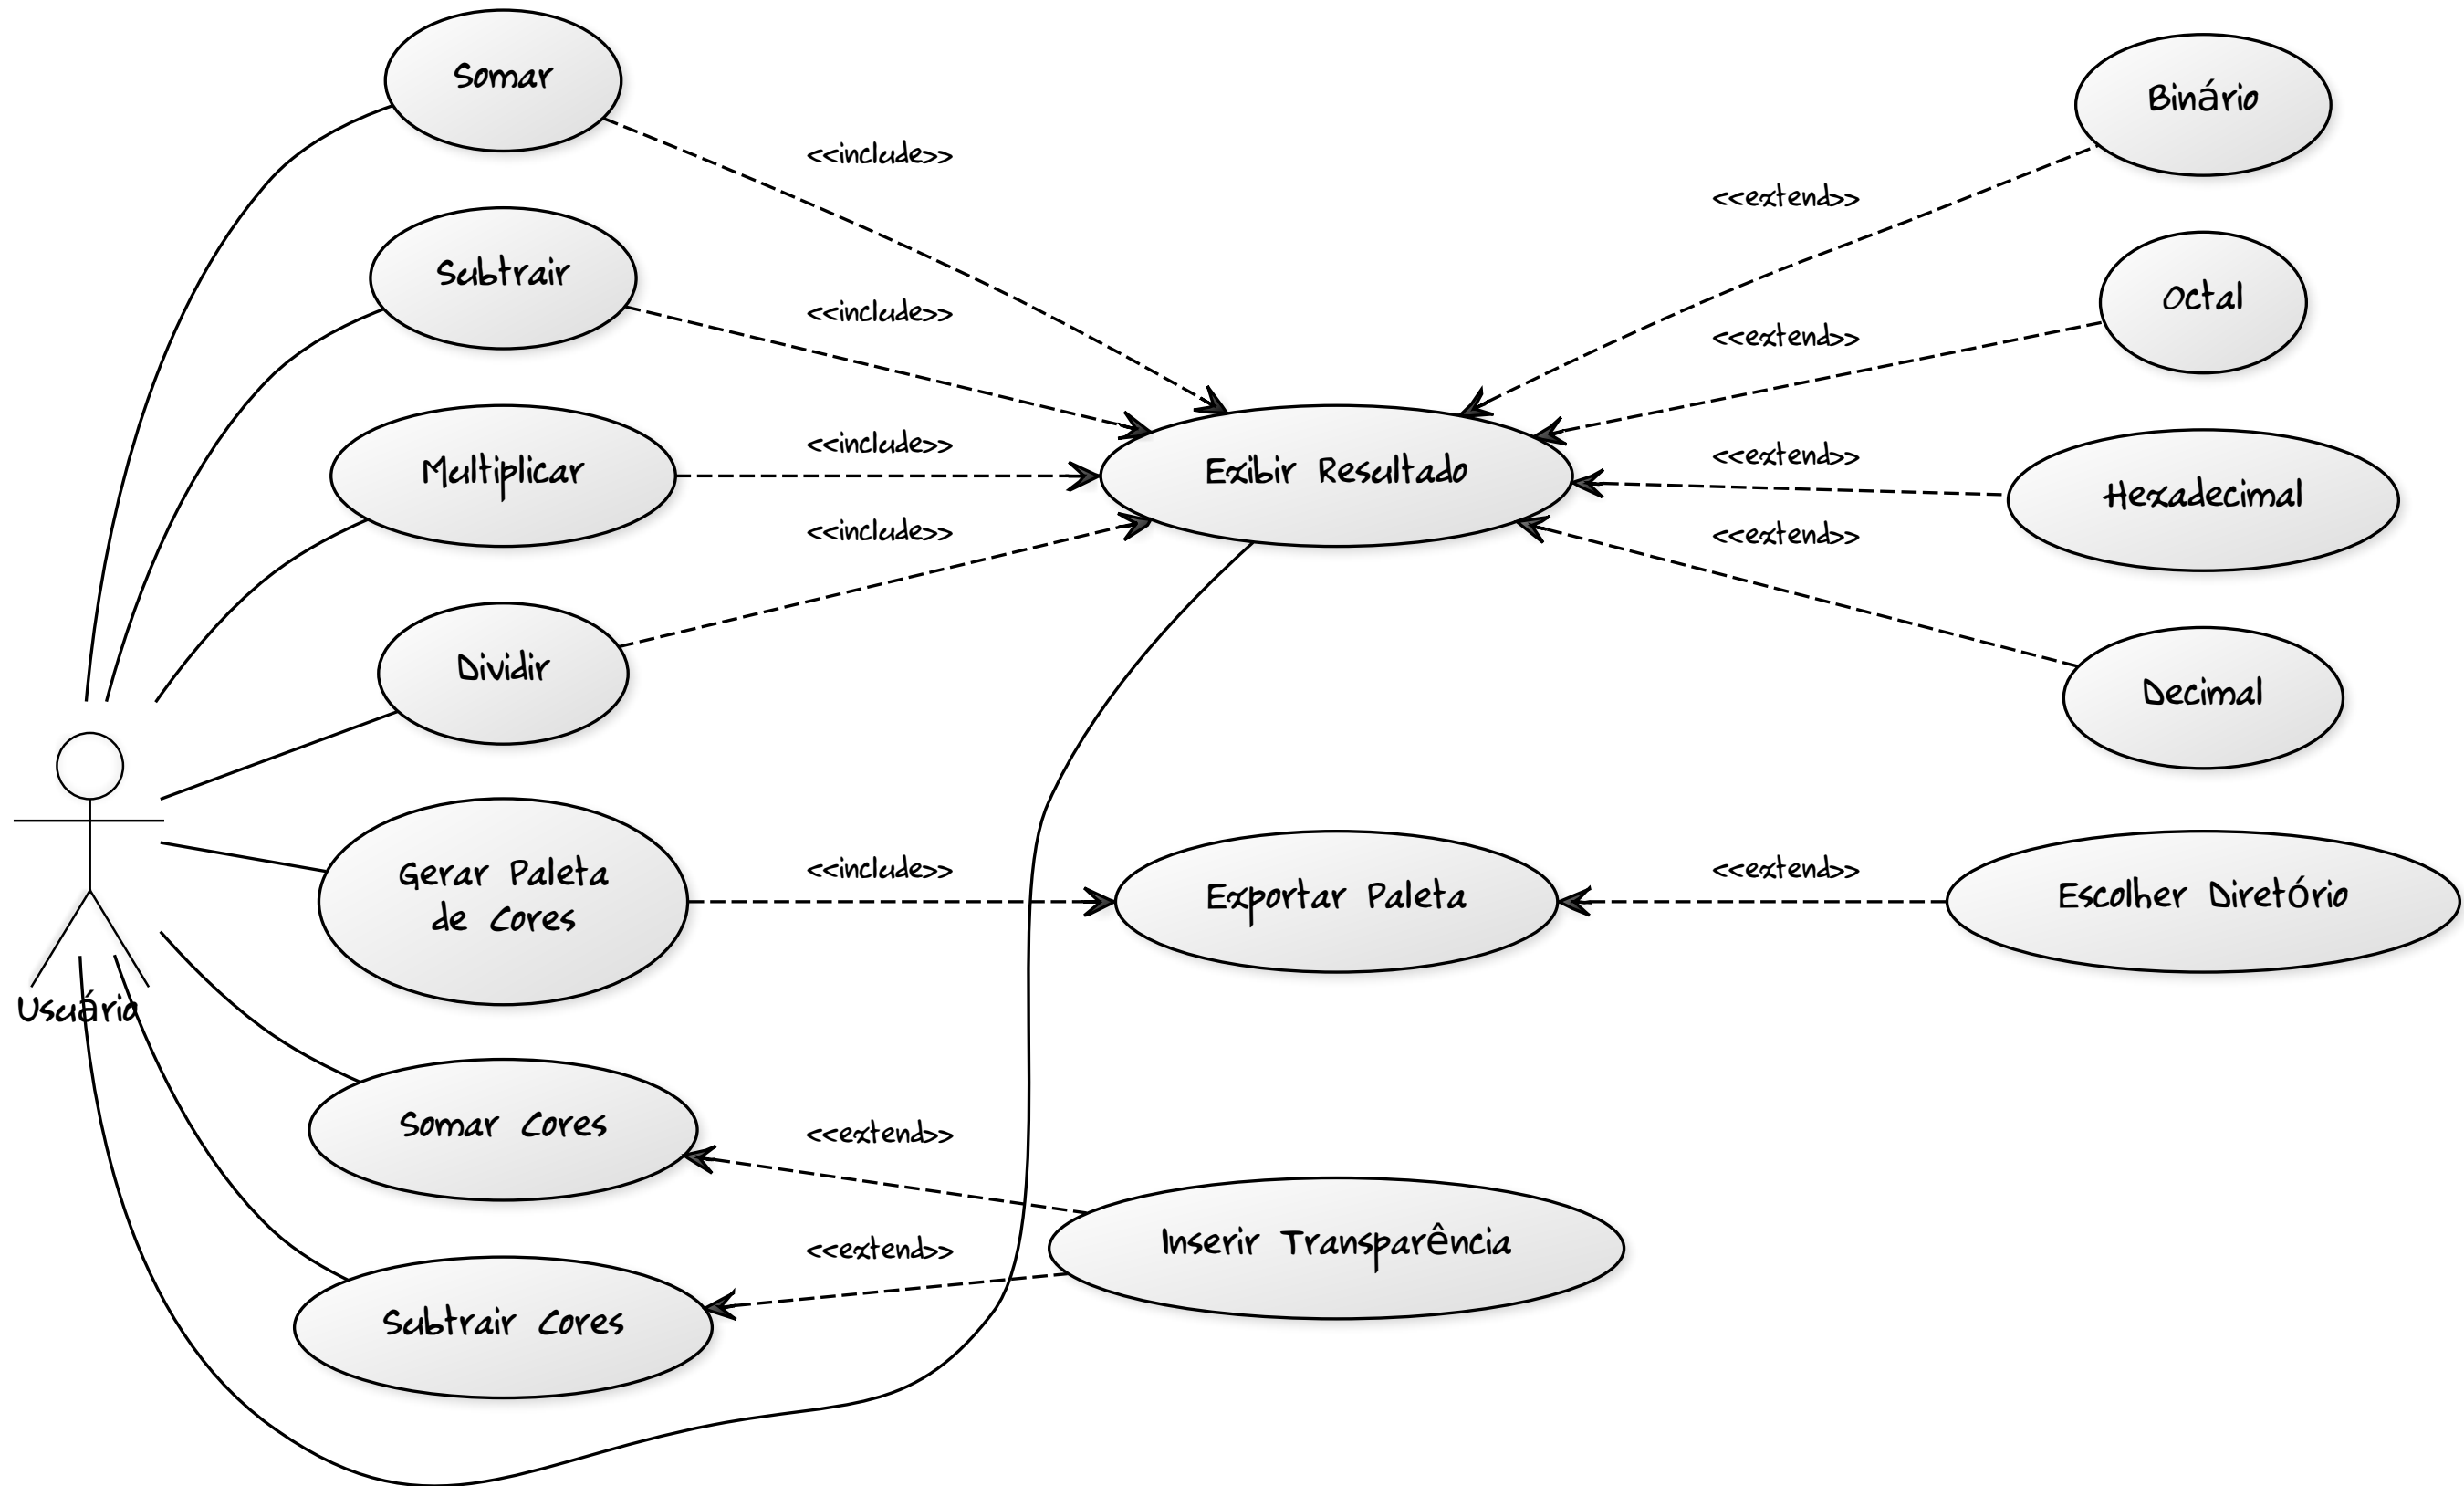 Somar
<<include>>
Binário
<<extend>>
Subtrair
<<include>>
Octal
<<extend>>
Multiplicar
<<include>>
Exibir Resultado
<<extend>>
Hexadecimal
<<include>>
<<extend>>
Dividir
Decimal
Gerar Paleta
de Cores
<<include>>
Exportar Paleta
<<extend>>
Escolher Diretório
Usuário
Somar Cores
<<extend>>
Inserir Transparência
<<extend>>
Subtrair Cores